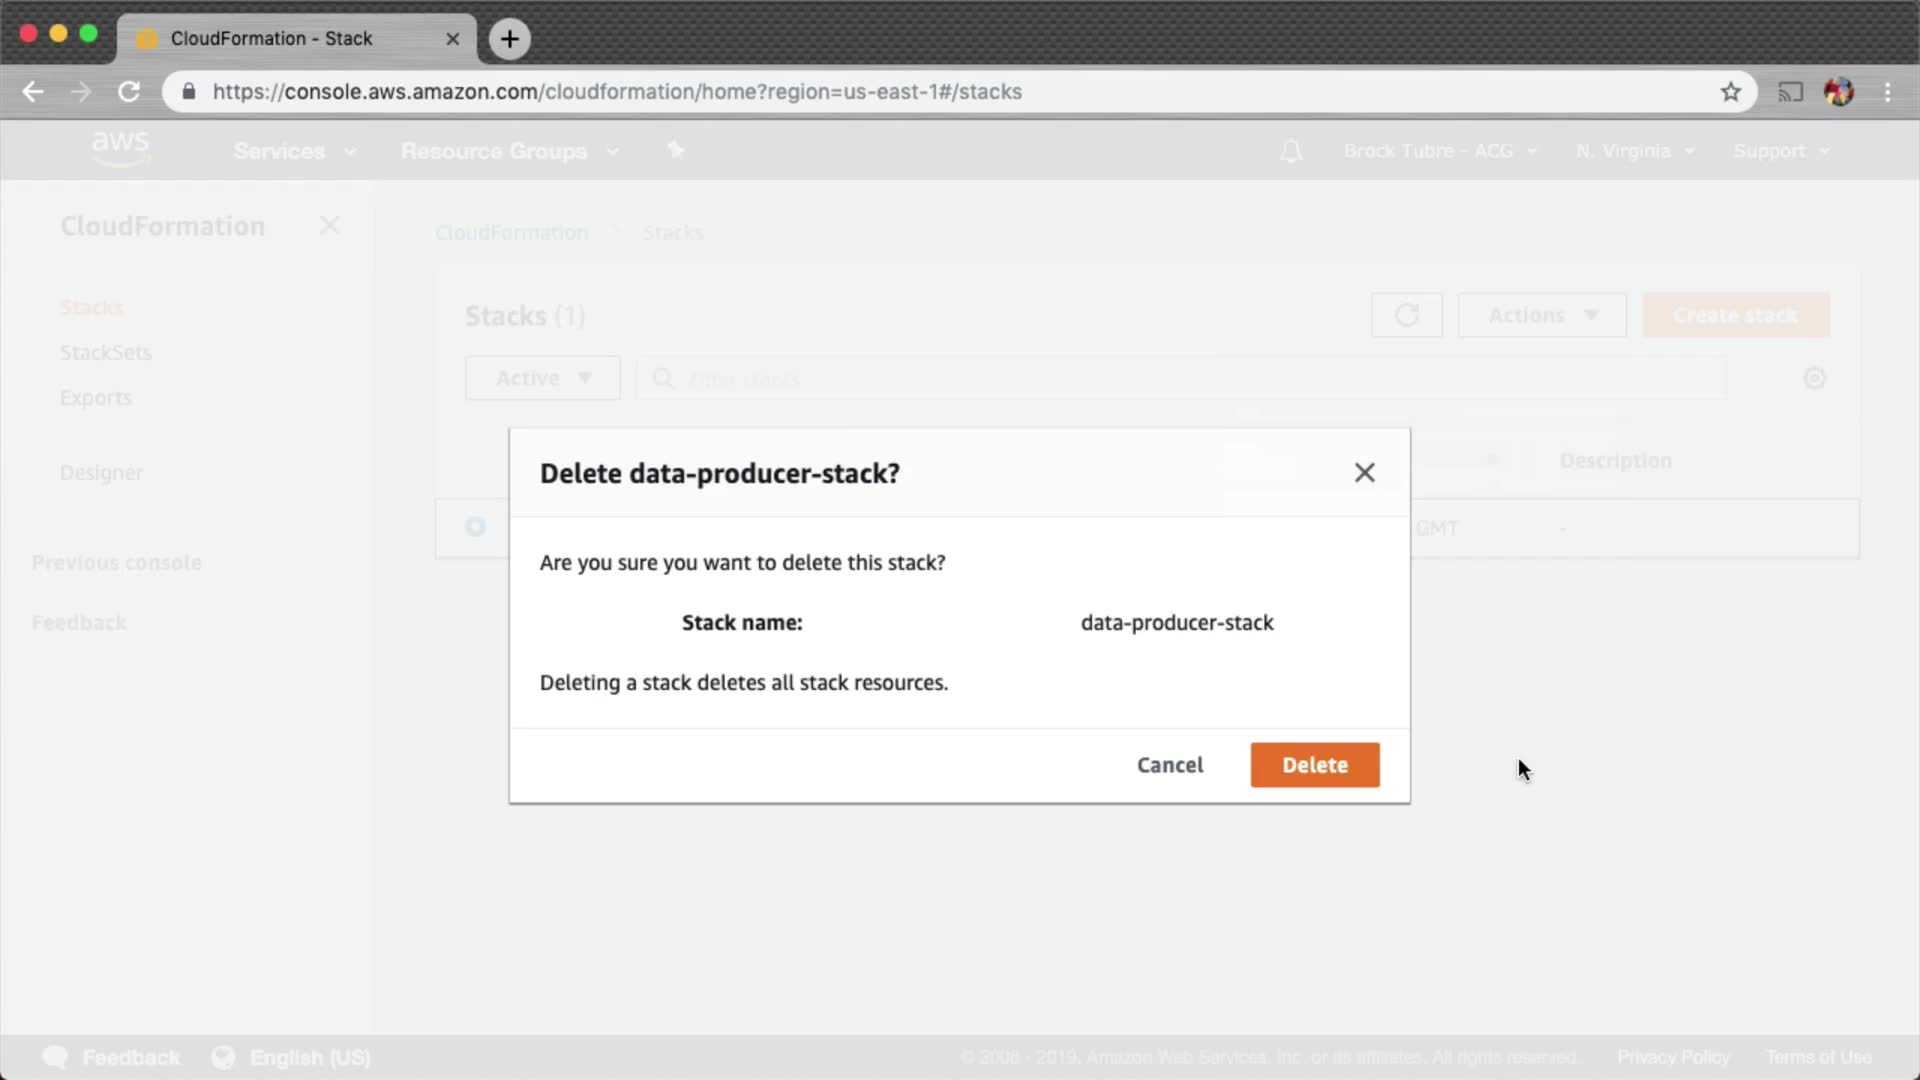 CloudFormation - Stack
https://console.aws.amazon.com/cloudformation/home?region=us-east-1#/stacks
aws
Services
Resource Groups
Brock Tubre - ACG
N. Virginia
Support
CloudFormation
CloudFormation
Stacks
Stacks
StackSets
Exports
Designer
Previous console
Feedback
Stacks (1)
Actions
Create stack
Active
Filter stacks
Description
GMT
-
Delete data-producer-stack?
Are you sure you want to delete this stack?
Stack name:
data-producer-stack
Deleting a stack deletes all stack resources.
Cancel
Delete
Feedback
English (US)
© 2008 - 2019, Amazon Web Services, Inc. or its affiliates. All rights reserved.
Privacy Policy
Terms of Use